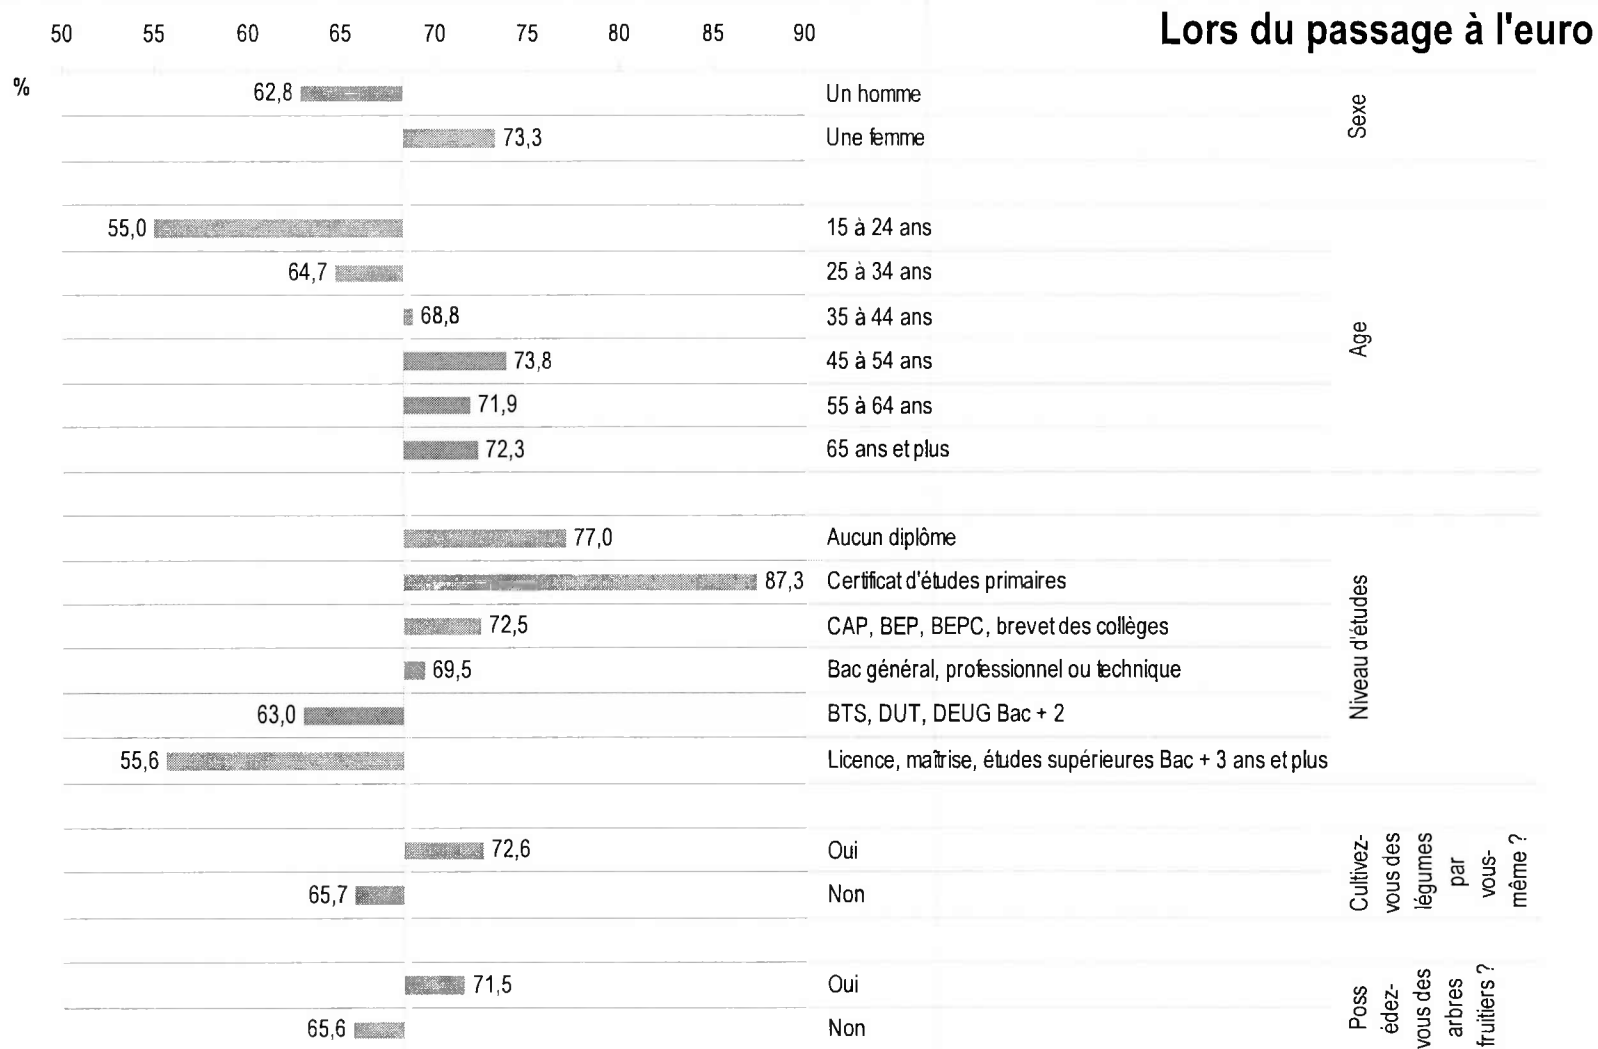 Lors du passage à l'euro
50 55 60 65 70 75 80 85 90
%
62,8 Un homme
73,3 Une femme
Sexe
55,0 15 à 24 ans
64,7 25 à 34 ans
68,8 35 à 44 ans
73,8 45 à 54 ans
71,9 55 à 64 ans
72,3 65 ans et plus
Age
77,0 Aucun diplôme
87,3 Certificat d'études primaires
72,5 CAP, BEP, BEPC, brevet des collèges
69,5 Bac général, professionnel ou technique
63,0 BTS, DUT, DEUG Bac + 2
55,6 Licence, maîtrise, études supérieures Bac + 3 ans et plus
Niveau d'études
72,6 Oui
65,7 Non
Cultivez-
vous des
légumes
par
vous-
même ?
71,5 Oui
65,6 Non
Poss
édez-
vous des
arbres
fruitiers ?